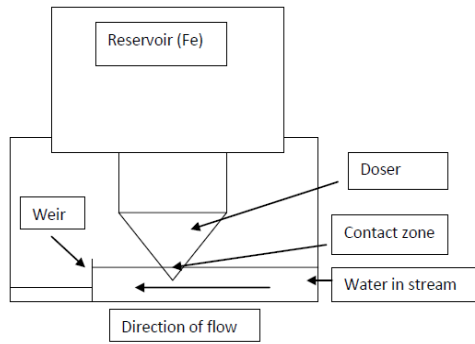 Reservoir (Fe)
Doser
Weir
Contact zone
Water in stream
Direction of flow